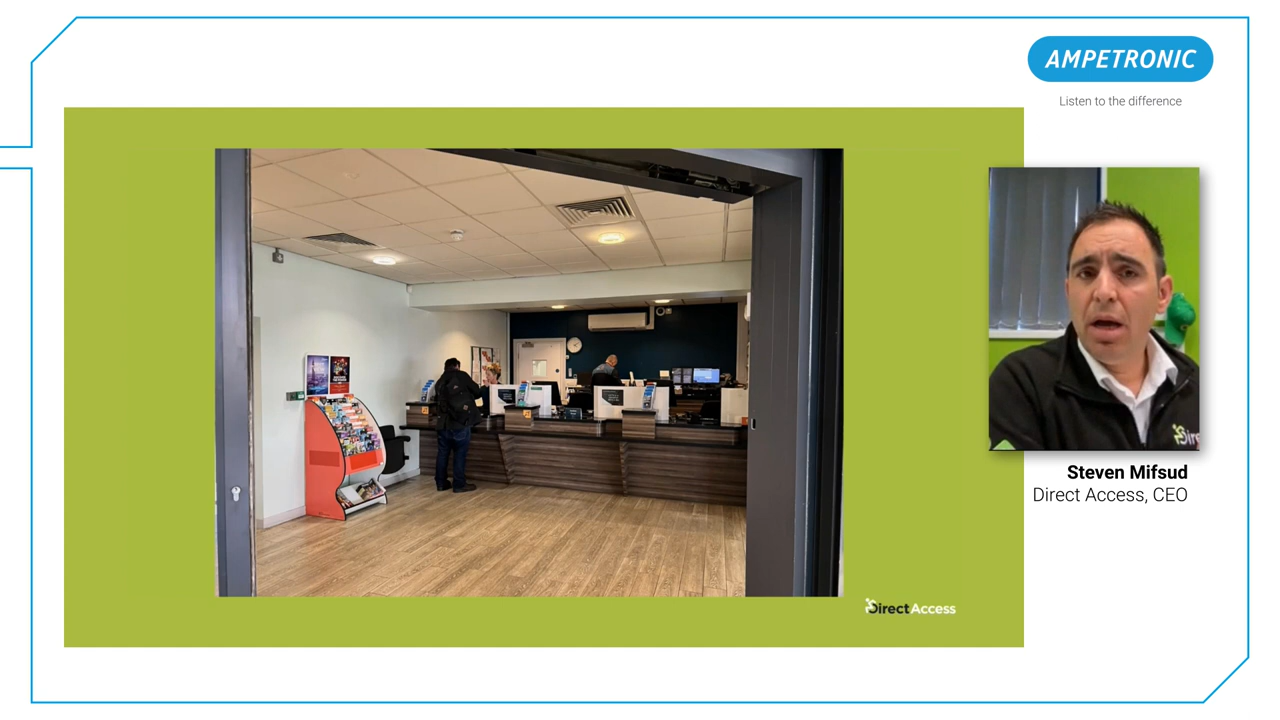 AMPETRONIC
Listen to the difference
Steven Mifsud
Direct Access, CEO
DirectAccess